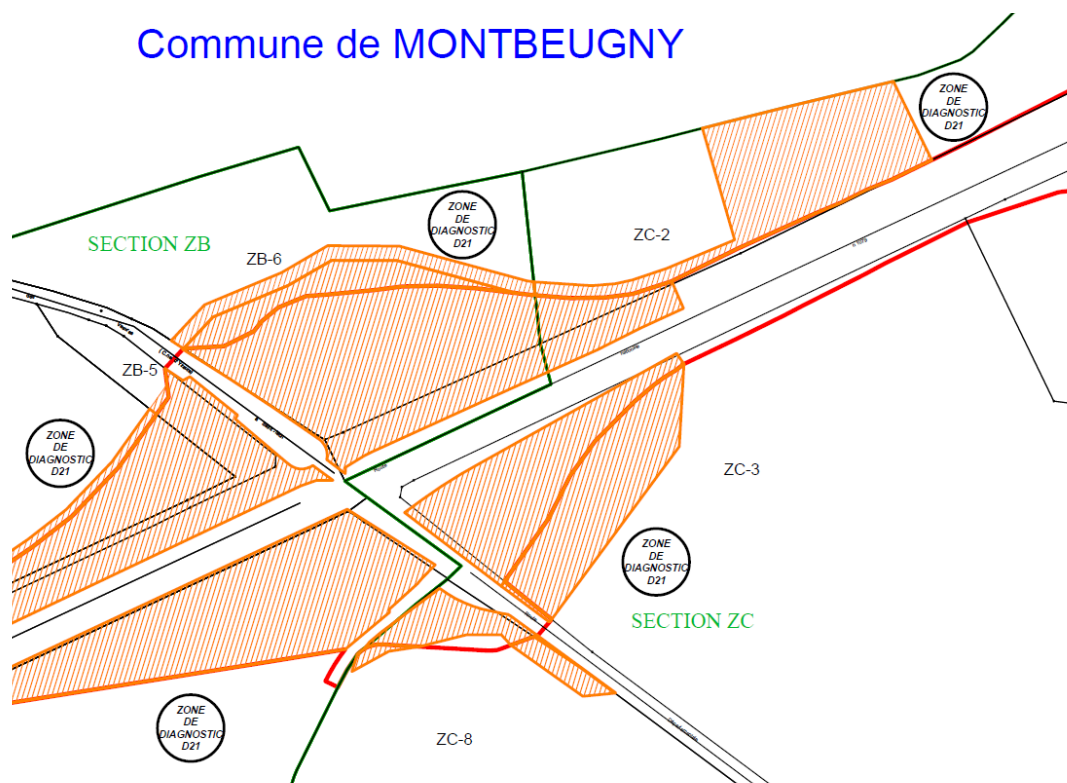 Commune de MONTBEUGNY
ZONE
DE
DIAGNOSTIC
D21
ZONE
DE
DIAGNOSTIC
D21
ZC-2
SECTION ZB
ZB-6
ZB-5
ZONE
DE
DIAGNOSTIC
D21
ZC-3
ZONE
DE
DIAGNOSTIC
D21
SECTION ZC
ZONE
DE
DIAGNOSTIC
D21
ZC-8